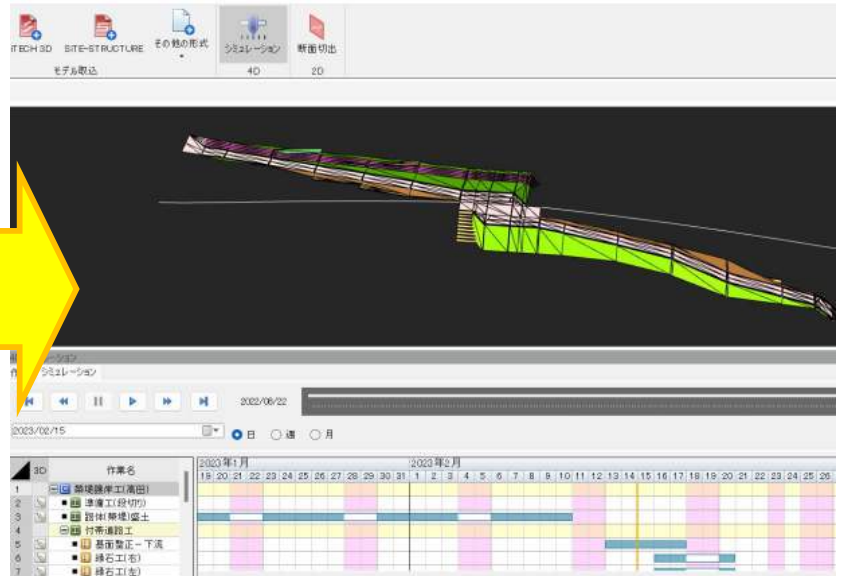 ITECH 3D SITE-STRUCTURE その他の形式 シミュレーション 断面切出
モデル取込 4D 2D
シミュレーション
2022/06/22
2023/02/15 日 週 月
3D 作業名 2023年1月 2023年2月
19 20 21 22 23 24 25 26 27 28 29 30 31 1 2 3 4 5 6 7 8 9 10 11 12 13 14 15 16 17 18 19 20 21 22 23 24 25 26
1 築堤護岸工(高田)
2 準備工(段切り)
3 路体(築堤)盛土
4 付帯道路工
5 基面整正-下流
6 縁石工(右)
7 縁石工(左)